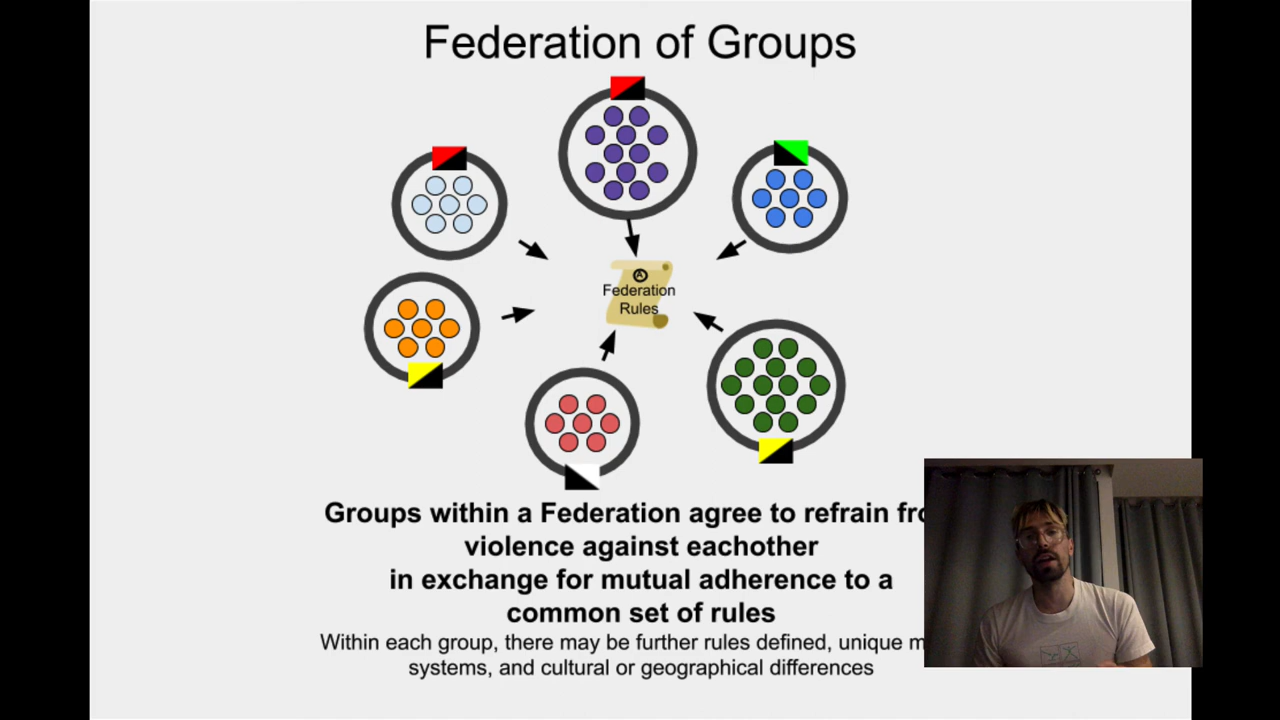 Federation of Groups
A
Federation
Rules
Groups within a Federation agree to refrain
violence against eachother
in exchange for mutual adherence to a
common set of rules
Within each group, there may be further rules defined, unique
systems, and cultural or geographical differences